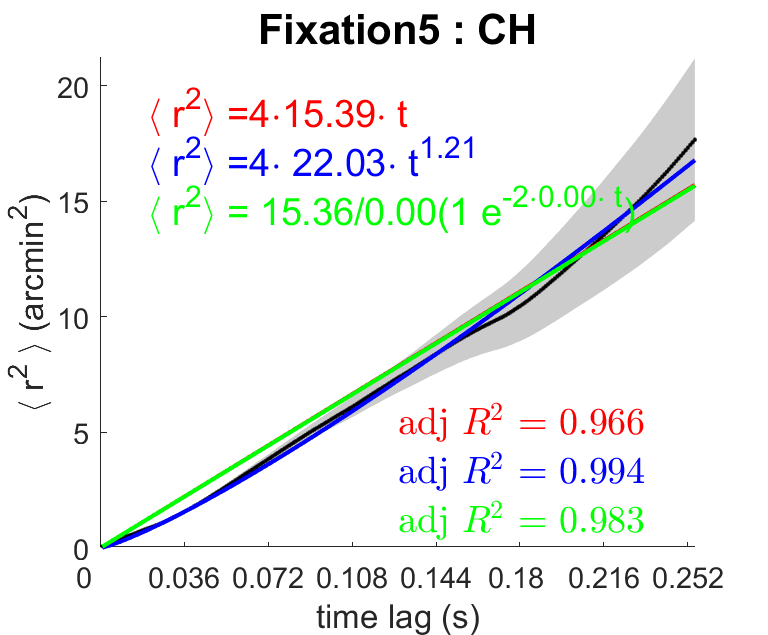 Fixation5 : CH
⟨ r² ⟩ (arcmin²)
20
15
10
5
0
⟨ r²⟩ =4·15.39· t
⟨ r²⟩ =4· 22.03· t^1.21
⟨ r²⟩ = 15.36/0.00(1 e^-2·0.00· t)
adj R² = 0.966
adj R² = 0.994
adj R² = 0.983
0 0.036 0.072 0.108 0.144 0.18 0.216 0.252
time lag (s)